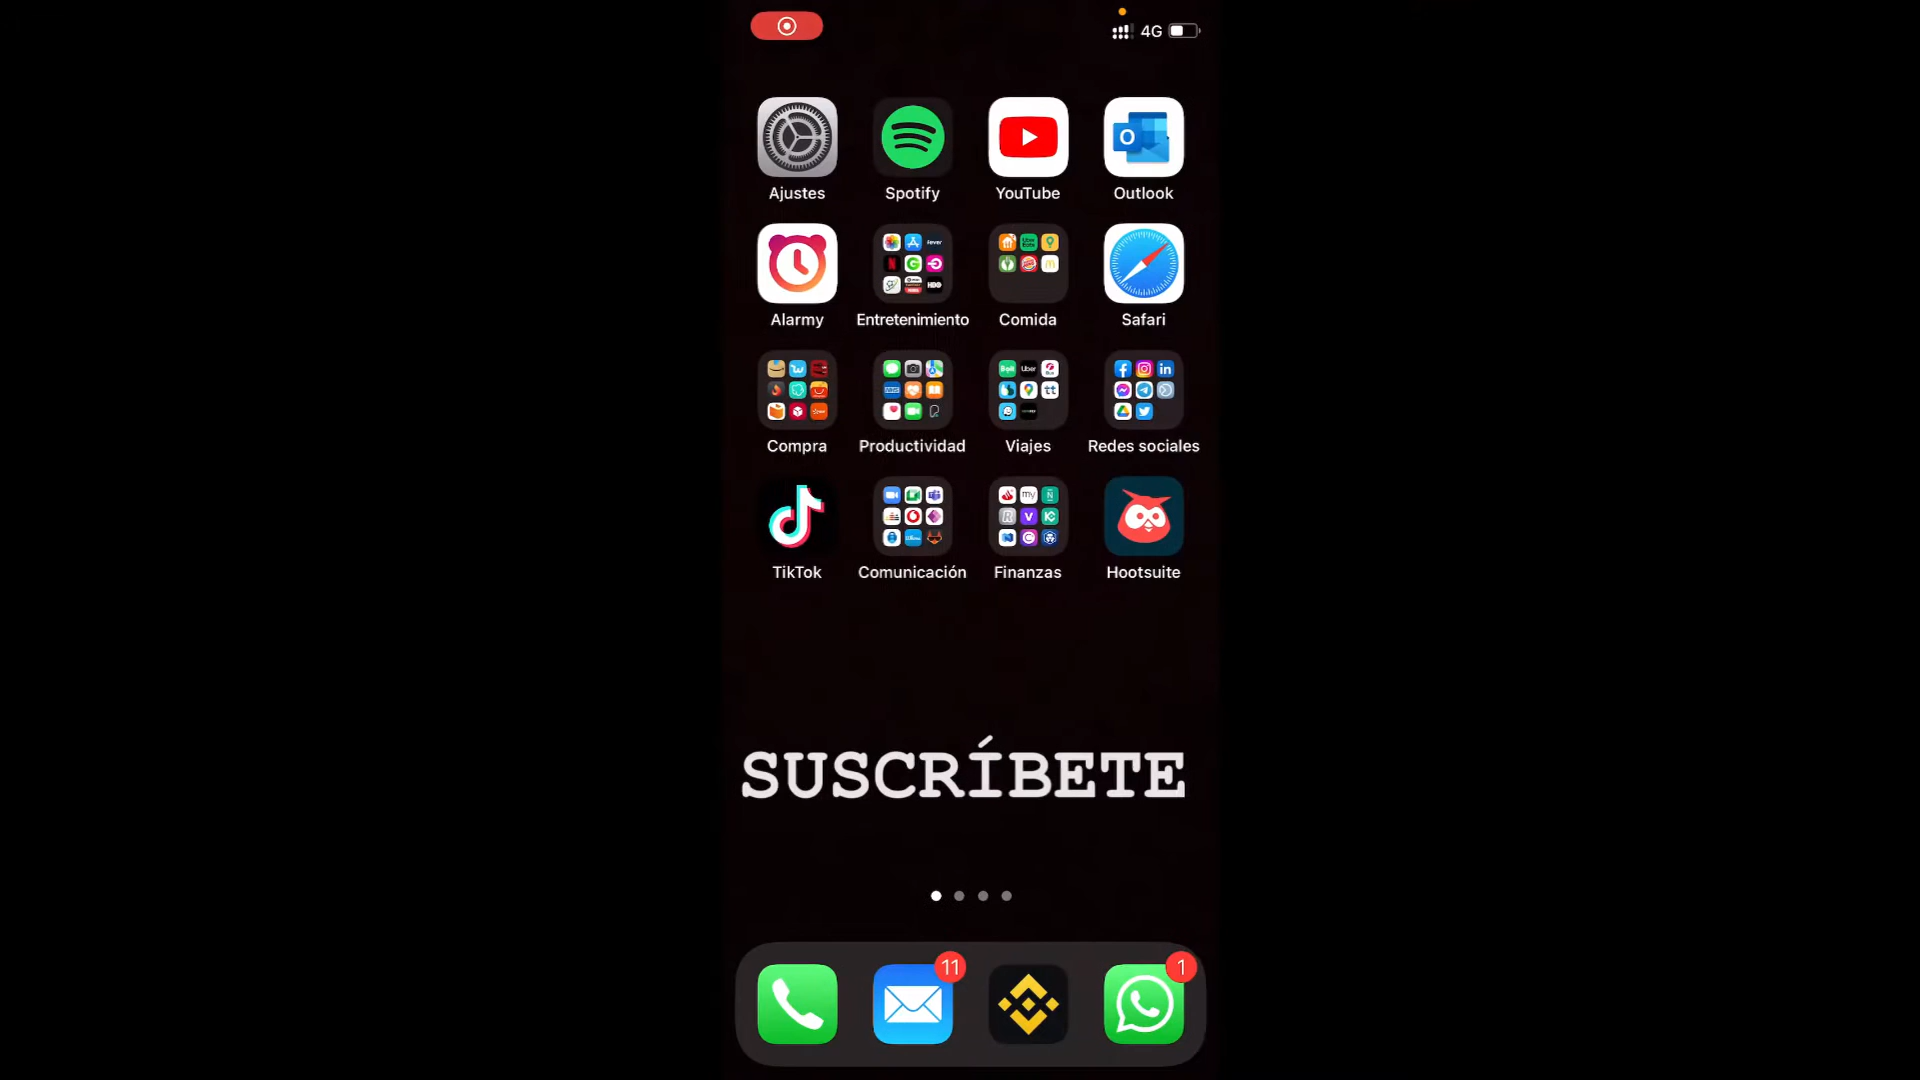 4G
Ajustes
Spotify
YouTube
Outlook
Alarmy
Entretenimiento
Comida
Safari
Compra
Productividad
Viajes
Redes sociales
TikTok
Comunicación
Finanzas
Hootsuite
SUSCRÍBETE
11
1